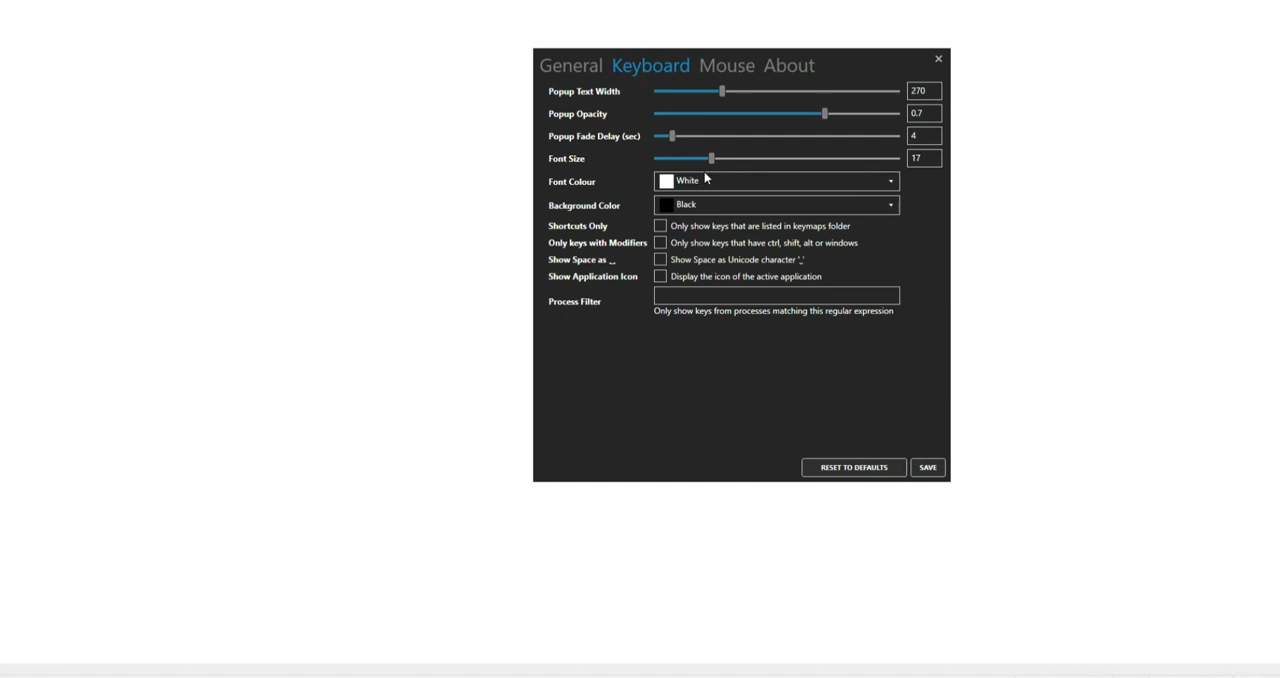 General Keyboard Mouse About
Popup Text Width 270
Popup Opacity 0.7
Popup Fade Delay (sec) 4
Font Size 17
Font Colour White
Background Color Black
Shortcuts Only Only show keys that are listed in keymaps folder
Only keys with Modifiers Only show keys that have ctrl, shift, alt or windows
Show Space as ⎵ Show Space as Unicode character '⎵'
Show Application Icon Display the icon of the active application
Process Filter
Only show keys from processes matching this regular expression
RESET TO DEFAULTS SAVE